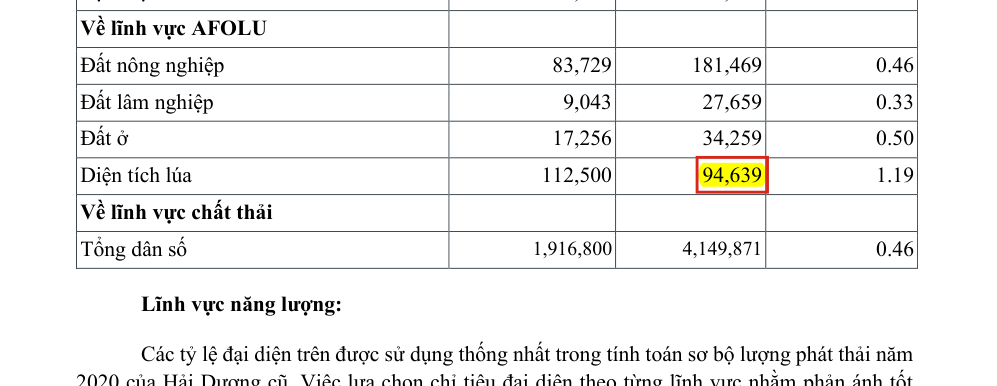 Về lĩnh vực AFOLU
Đất nông nghiệp 83,729 181,469 0.46
Đất lâm nghiệp 9,043 27,659 0.33
Đất ở 17,256 34,259 0.50
Diện tích lúa 112,500 94,639 1.19
Về lĩnh vực chất thải
Tổng dân số 1,916,800 4,149,871 0.46
Lĩnh vực năng lượng:
Các tỷ lệ đại diện trên được sử dụng thống nhất trong tính toán sơ bộ lượng phát thải năm
2020 của Hải Dương cũ. Việc lựa chọn chỉ tiêu đại diện theo từng lĩnh vực nhằm phản ánh tốt